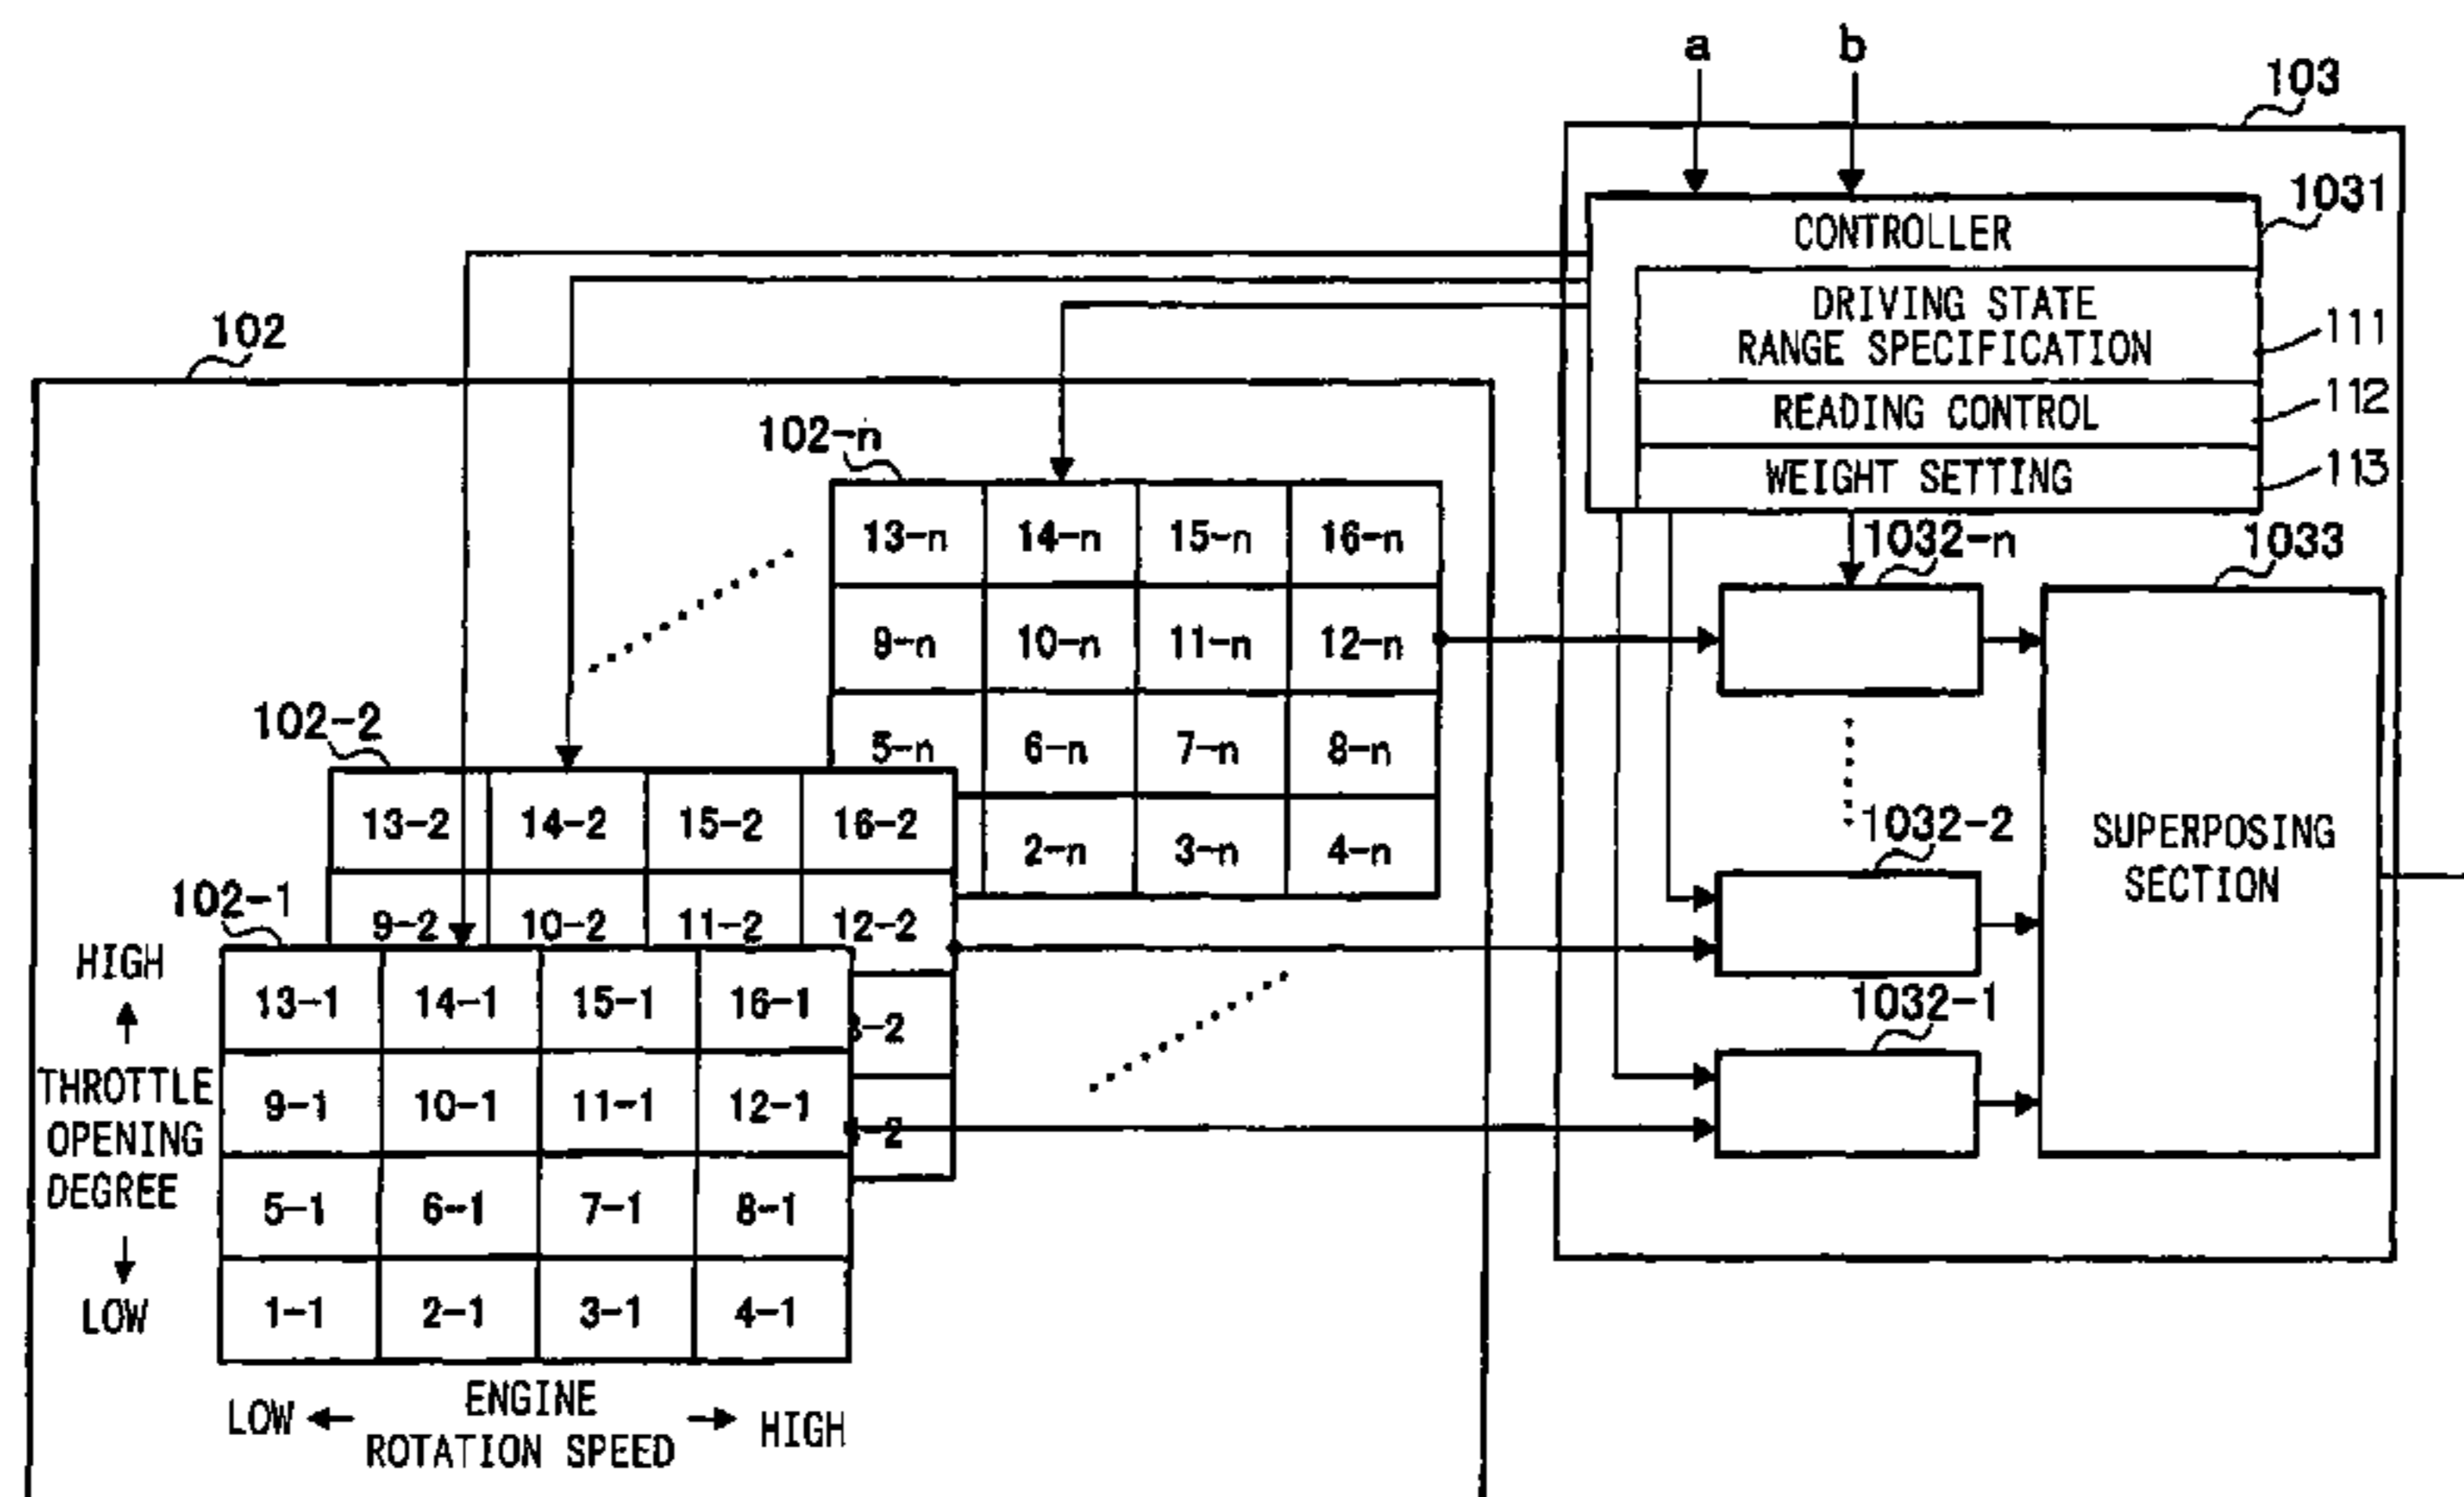 a b
103
1031
CONTROLLER
DRIVING STATE
RANGE SPECIFICATION
111
READING CONTROL
112
WEIGHT SETTING
113
102
102-n
13-n 14-n 15-n 16-n
9-n 10-n 11-n 12-n
5-n 6-n 7-n 8-n
2-n 3-n 4-n
1032-n
1033
102-2
13-2 14-2 15-2 16-2
9-2 10-2 11-2 12-2
1032-2
SUPERPOSING
SECTION
102-1
13-1 14-1 15-1 16-1
9-1 10-1 11-1 12-1
5-1 6-1 7-1 8-1
1-1 2-1 3-1 4-1
1032-1
HIGH
THROTTLE
OPENING
DEGREE
LOW
LOW
ENGINE
ROTATION SPEED
HIGH